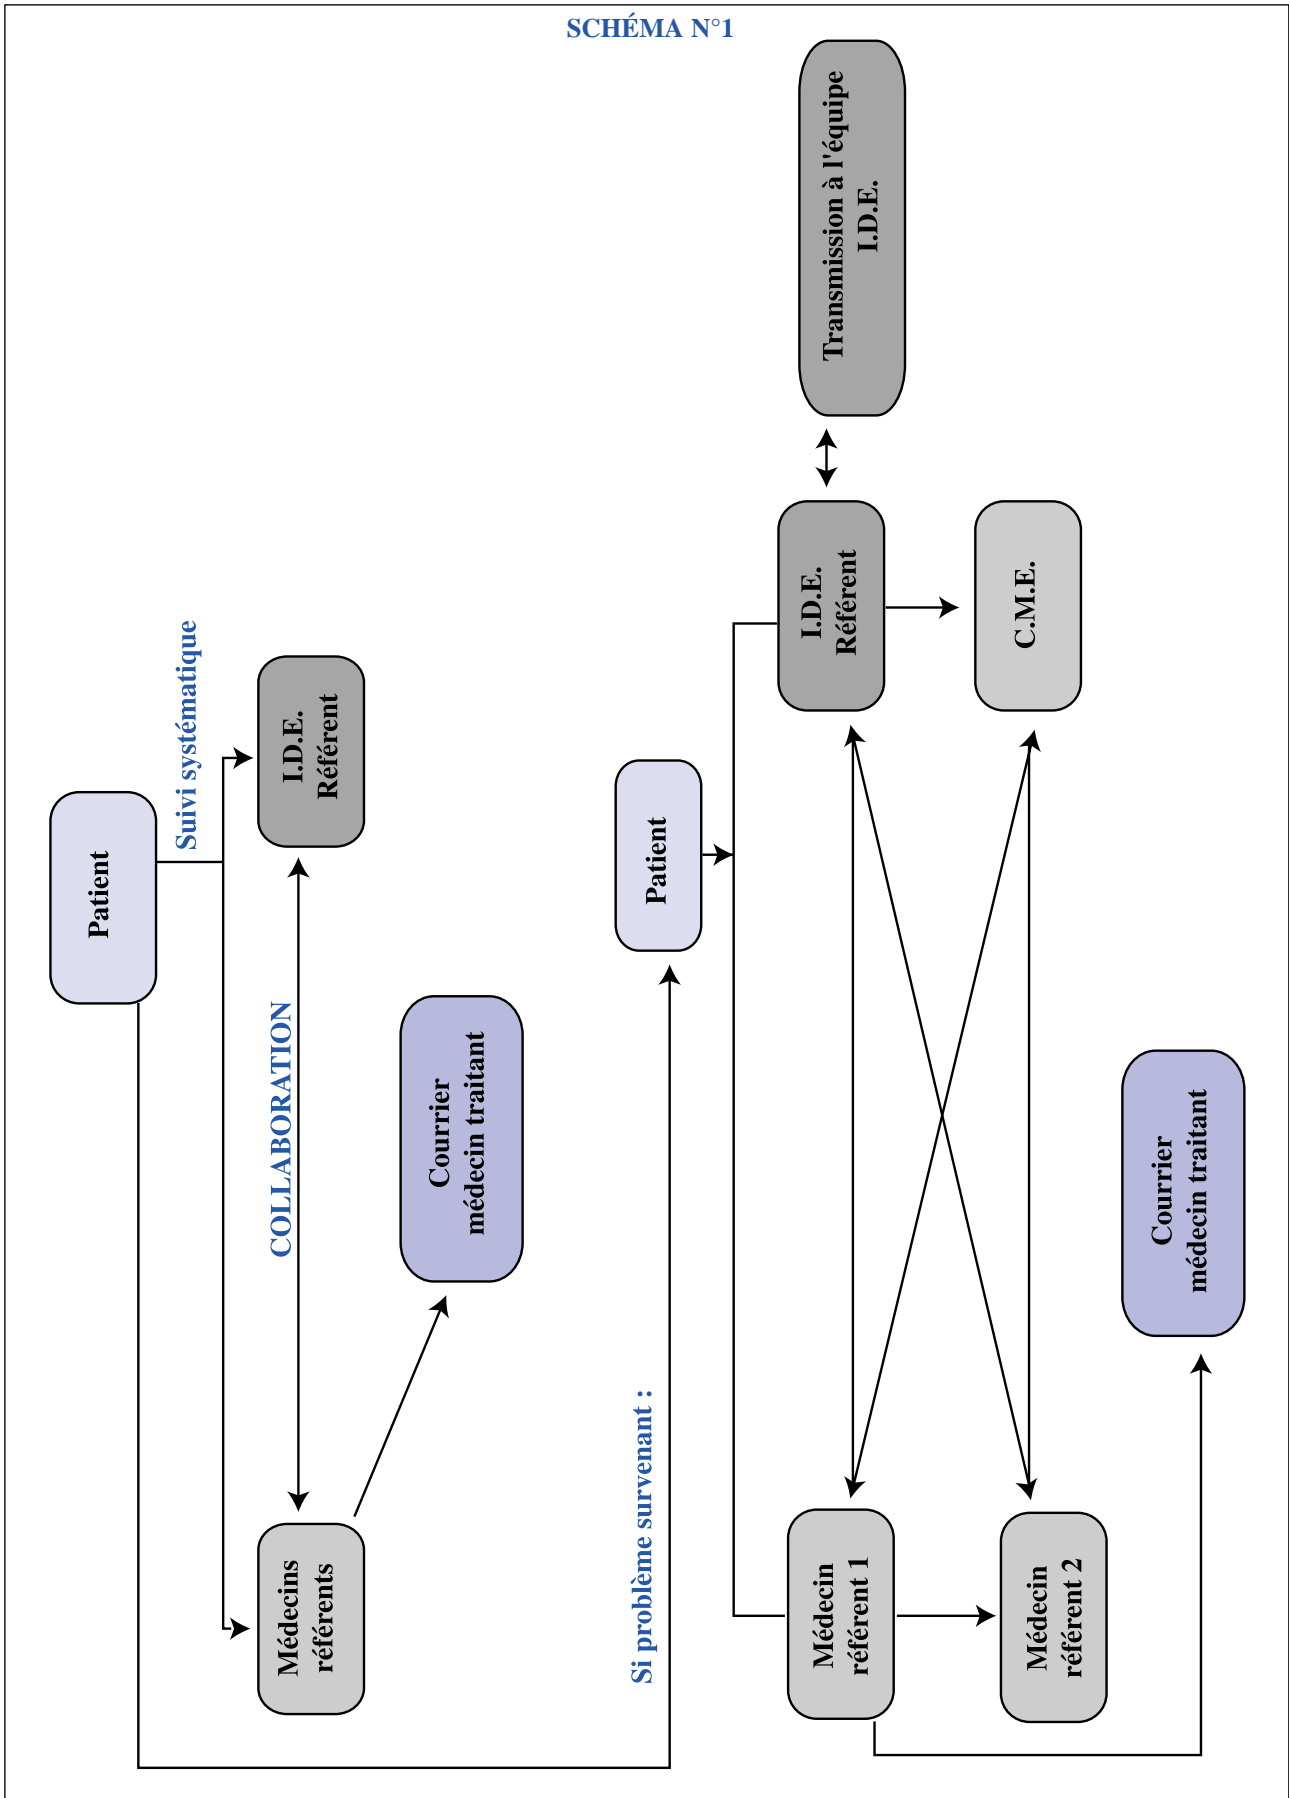 SCHÉMA N°1
Patient
Suivi systématique
Médecins
référents
COLLABORATION
I.D.E.
Référent
Courrier
médecin traitant
Si problème survenant :
Patient
Médecin
référent 1
I.D.E.
Référent
Transmission à l'équipe
I.D.E.
Médecin
référent 2
C.M.E.
Courrier
médecin traitant